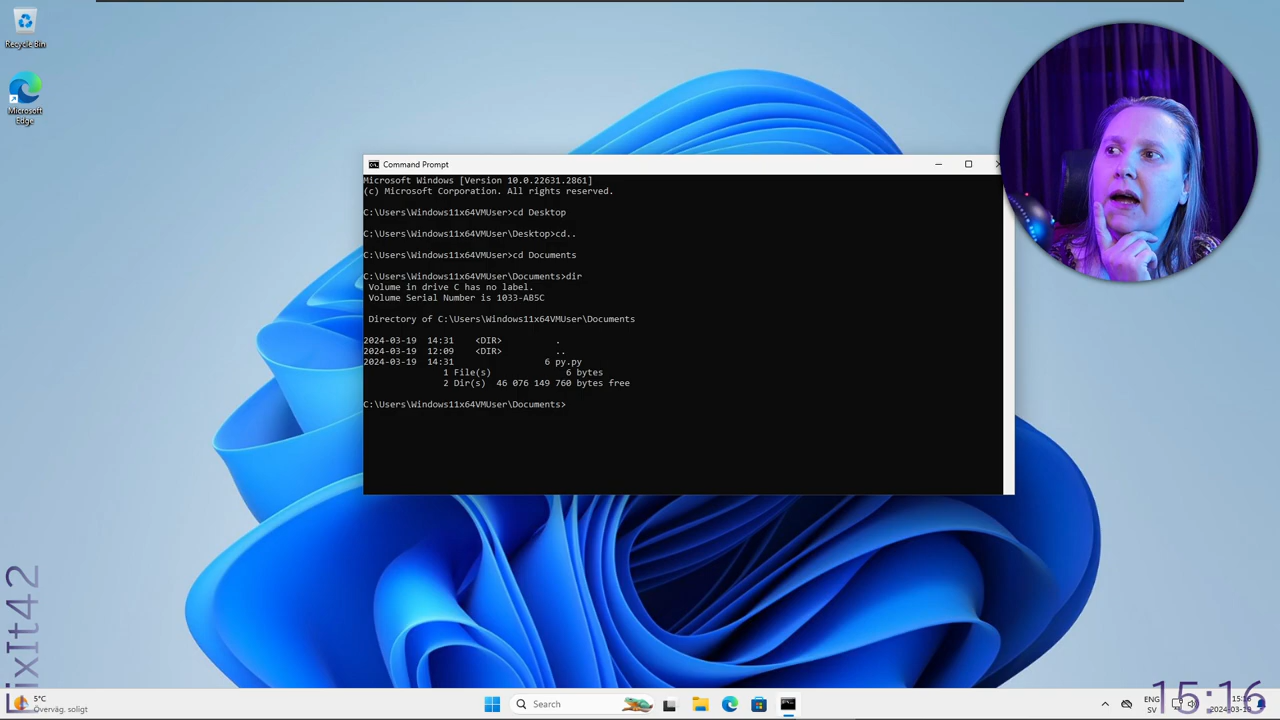 Recycle Bin
Microsoft
Edge
Command Prompt
Microsoft Windows [Version 10.0.22631.2861]
(c) Microsoft Corporation. All rights reserved.
C:\Users\Windows11x64VMUser>cd Desktop
C:\Users\Windows11x64VMUser\Desktop>cd..
C:\Users\Windows11x64VMUser>cd Documents
C:\Users\Windows11x64VMUser\Documents>dir
Volume in drive C has no label.
Volume Serial Number is 1033-AB5C
Directory of C:\Users\Windows11x64VMUser\Documents
2024-03-19 14:31 <DIR> .
2024-03-19 12:09 <DIR> ..
2024-03-19 14:31 6 py.py
1 File(s) 6 bytes
2 Dir(s) 46 076 149 760 bytes free
C:\Users\Windows11x64VMUser\Documents>
FixIt42
5°C
Överväg. soligt
Search
ENG
SV
15:16